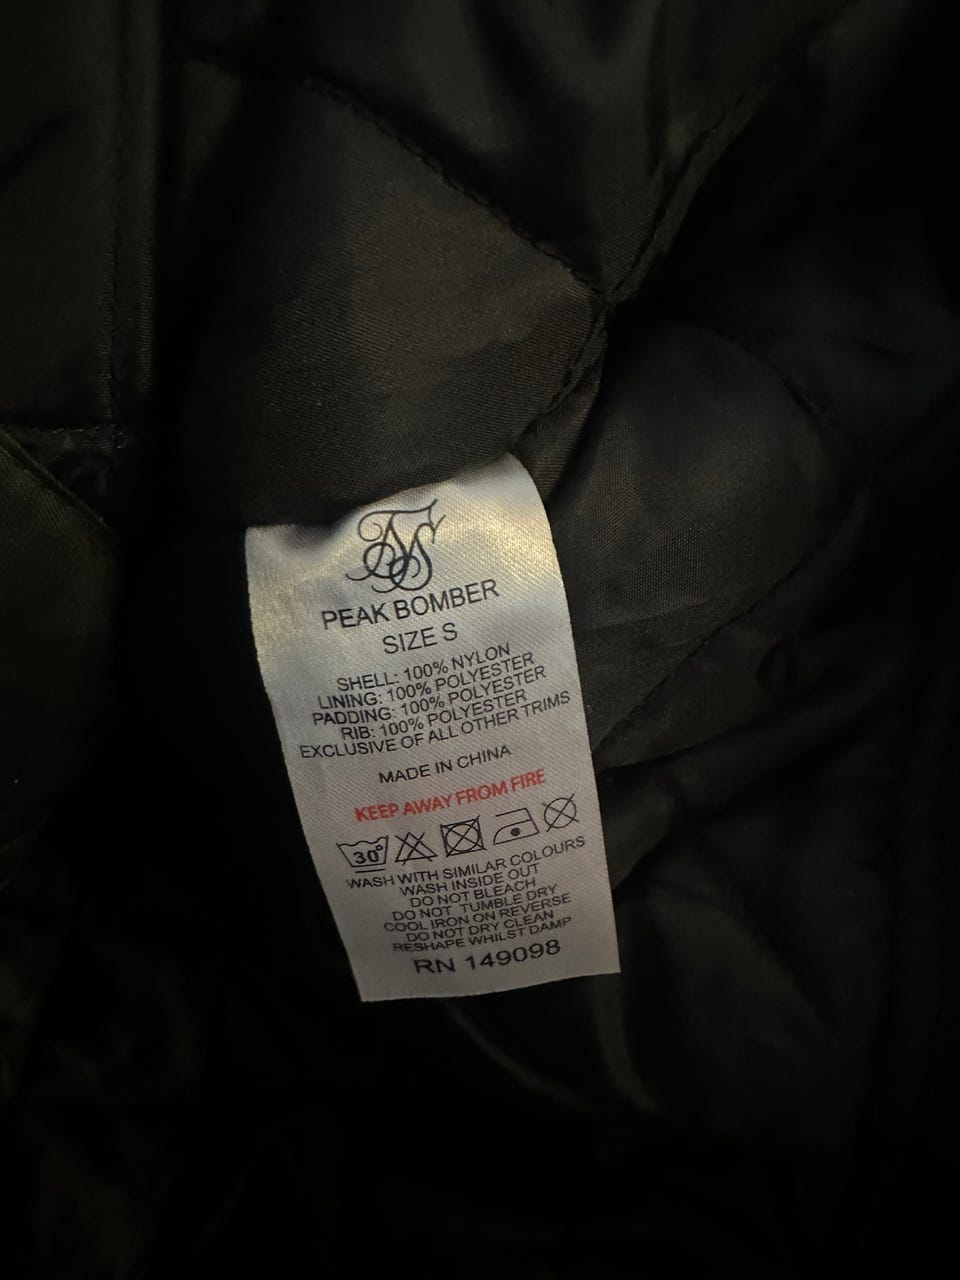 PEAK BOMBER
SIZE S
SHELL: 100% NYLON
LINING: 100% POLYESTER
PADDING: 100% POLYESTER
RIB: 100% POLYESTER
EXCLUSIVE OF ALL OTHER TRIMS
MADE IN CHINA
KEEP AWAY FROM FIRE
30°
WASH WITH SIMILAR COLOURS
WASH INSIDE OUT
DO NOT BLEACH
DO NOT TUMBLE DRY
COOL IRON ON REVERSE
DO NOT DRY CLEAN
RESHAPE WHILST DAMP
RN 149098